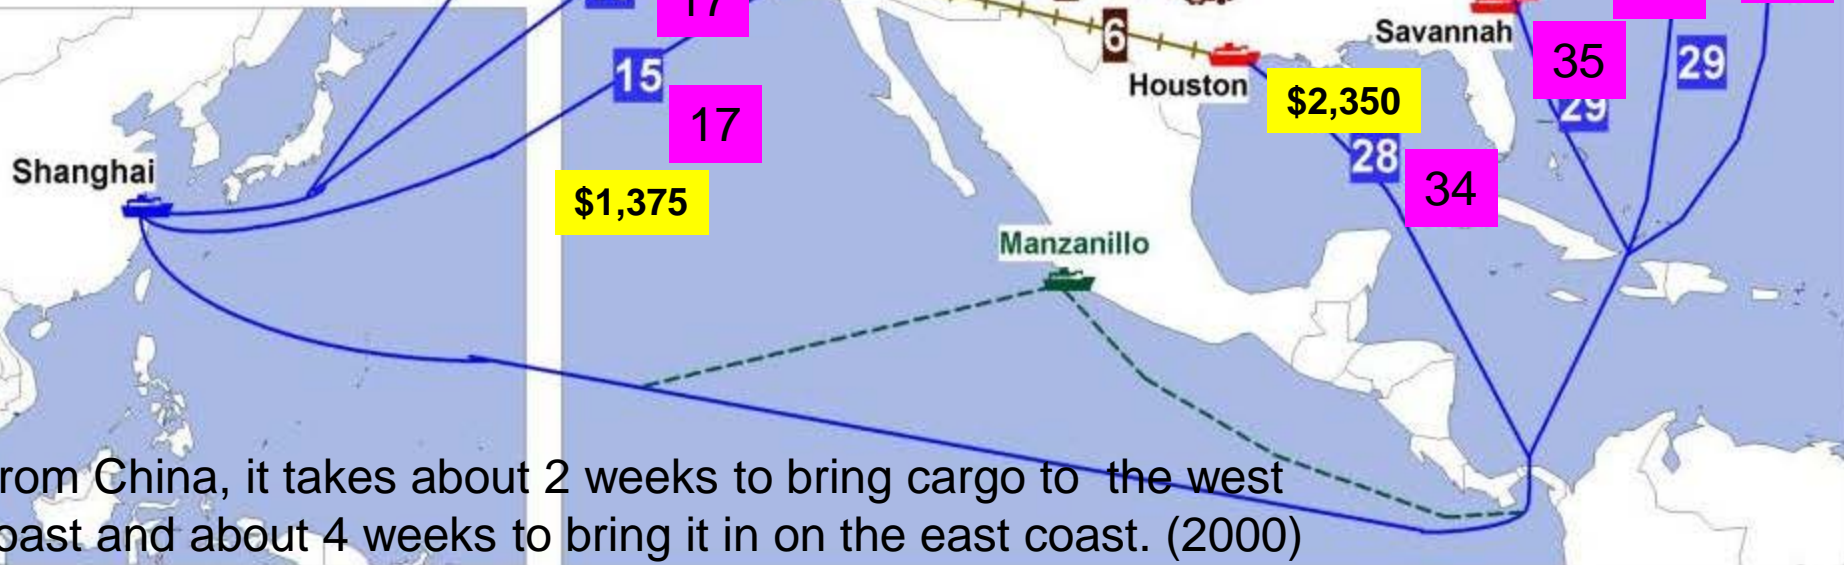 17
6
Savannah
15
35
29
Houston
$2,350
29
17
28
Shanghai
34
$1,375
Manzanillo
rom China, it takes about 2 weeks to bring cargo to the west
oast and about 4 weeks to bring it in on the east coast. (2000)